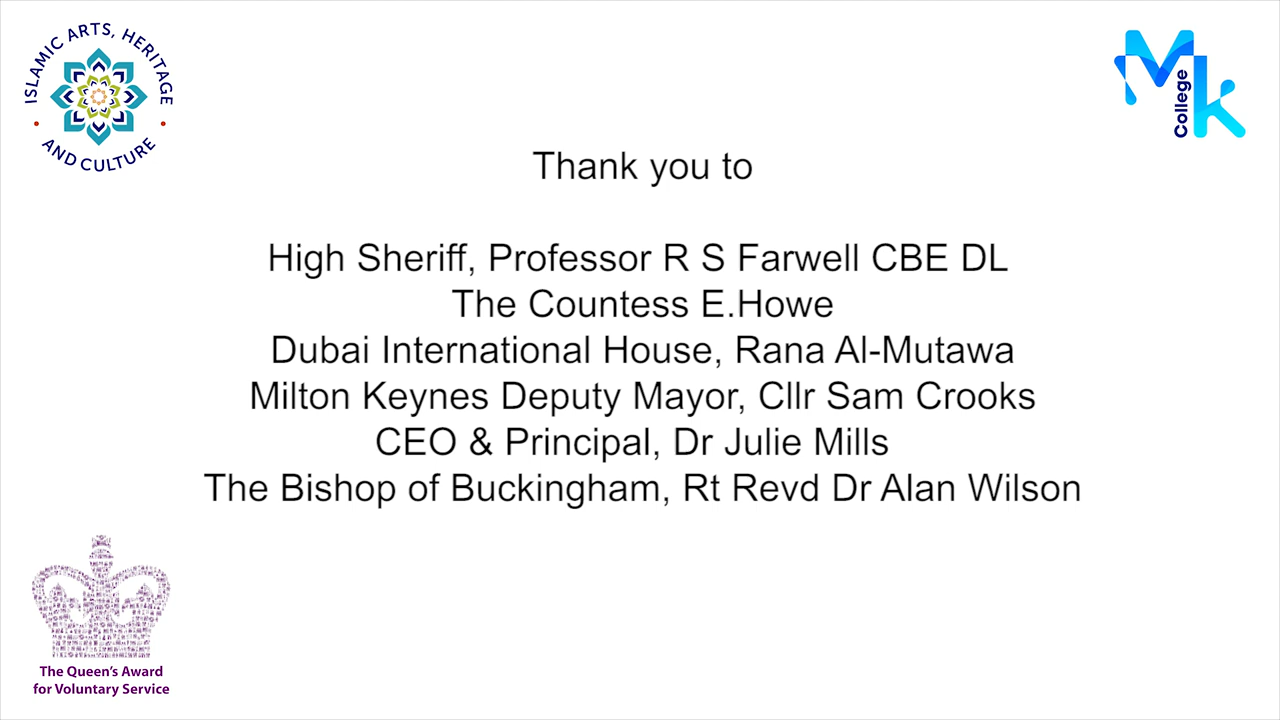 ISLAMIC ARTS, HERITAGE
AND CULTURE
Mk
College
Thank you to
High Sheriff, Professor R S Farwell CBE DL
The Countess E.Howe
Dubai International House, Rana Al-Mutawa
Milton Keynes Deputy Mayor, Cllr Sam Crooks
CEO & Principal, Dr Julie Mills
The Bishop of Buckingham, Rt Revd Dr Alan Wilson
The Queen's Award
for Voluntary Service